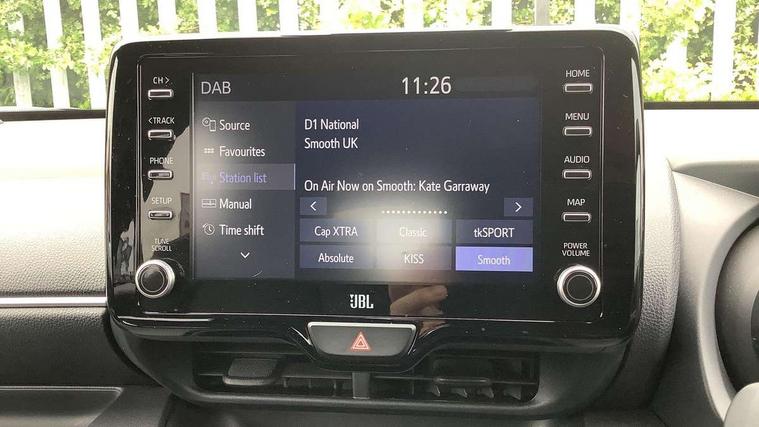 DAB
11:26
CH >
<TRACK
PHONE
SETUP
TUNE
SCROLL
Source
Favourites
Station list
Manual
Time shift
D1 National
Smooth UK
On Air Now on Smooth: Kate Garraway
< >
Cap XTRA Classic tkSPORT
Absolute KISS Smooth
HOME
MENU
AUDIO
MAP
POWER
VOLUME
JBL